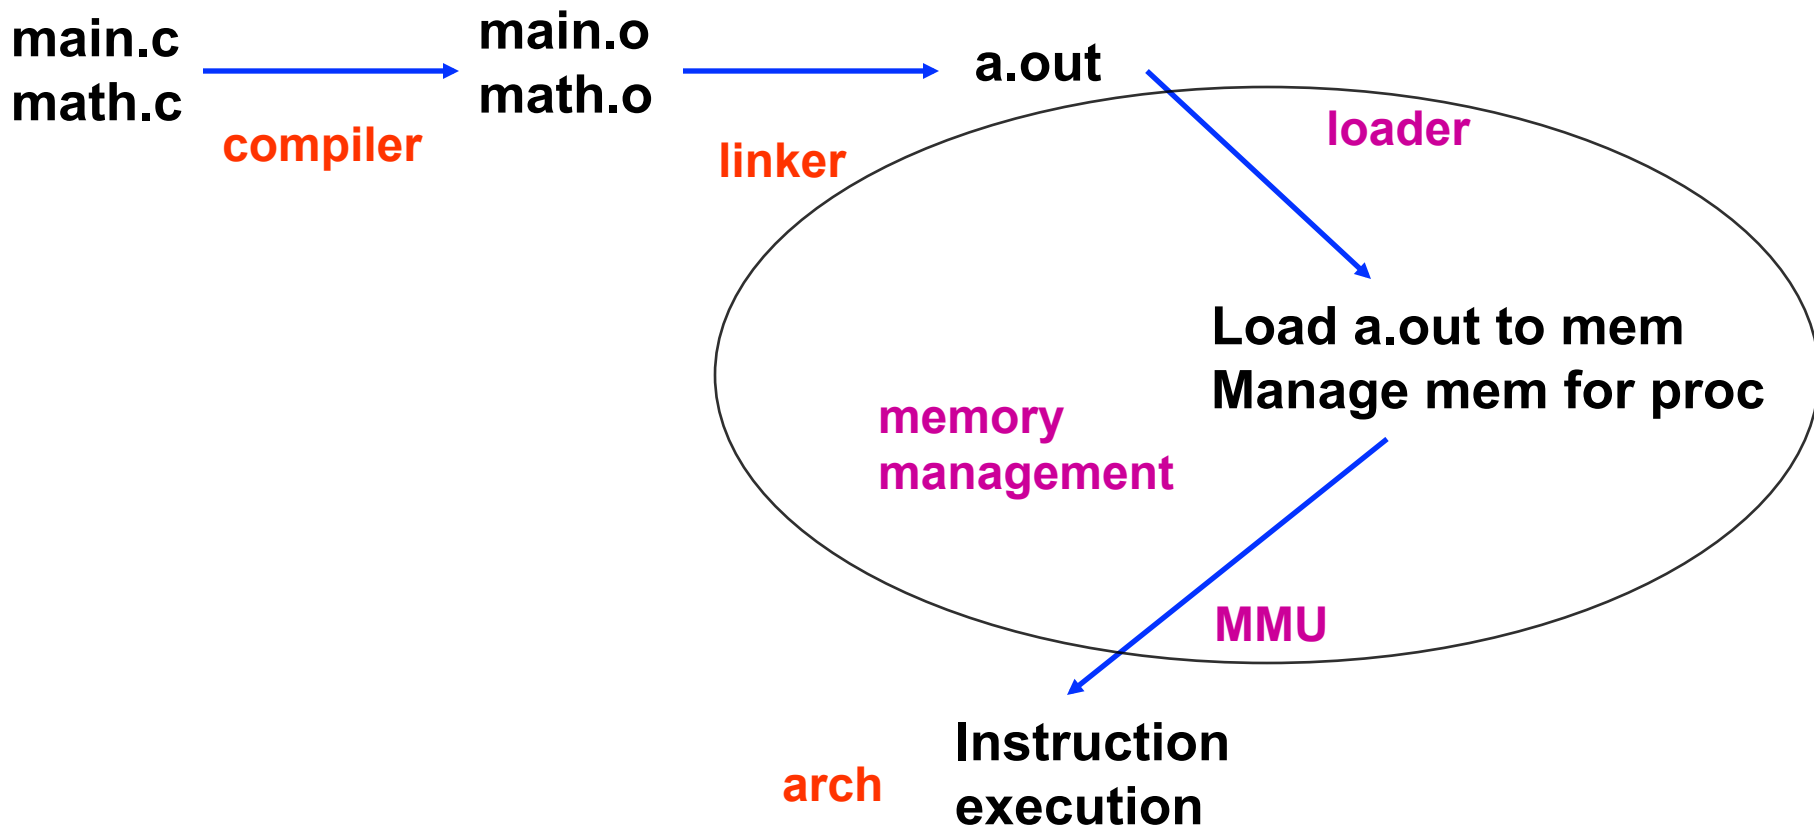 main.c
math.c
compiler
main.o
math.o
linker
a.out
loader
Load a.out to mem
Manage mem for proc
memory
management
MMU
arch
Instruction
execution